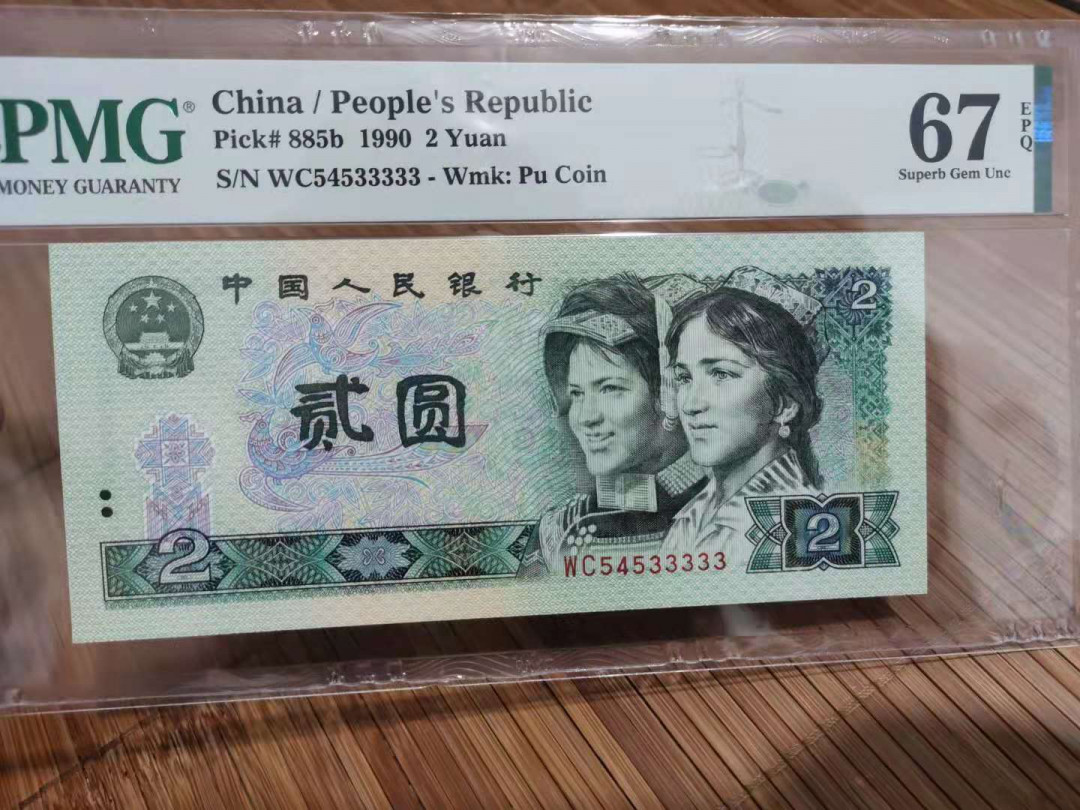 PMG®
MONEY GUARANTY
China / People's Republic
Pick# 885b 1990 2 Yuan
S/N WC54533333 - Wmk: Pu Coin
67
EPQ
Superb Gem Unc
中国人民银行
2
贰圆
2
2
WC54533333